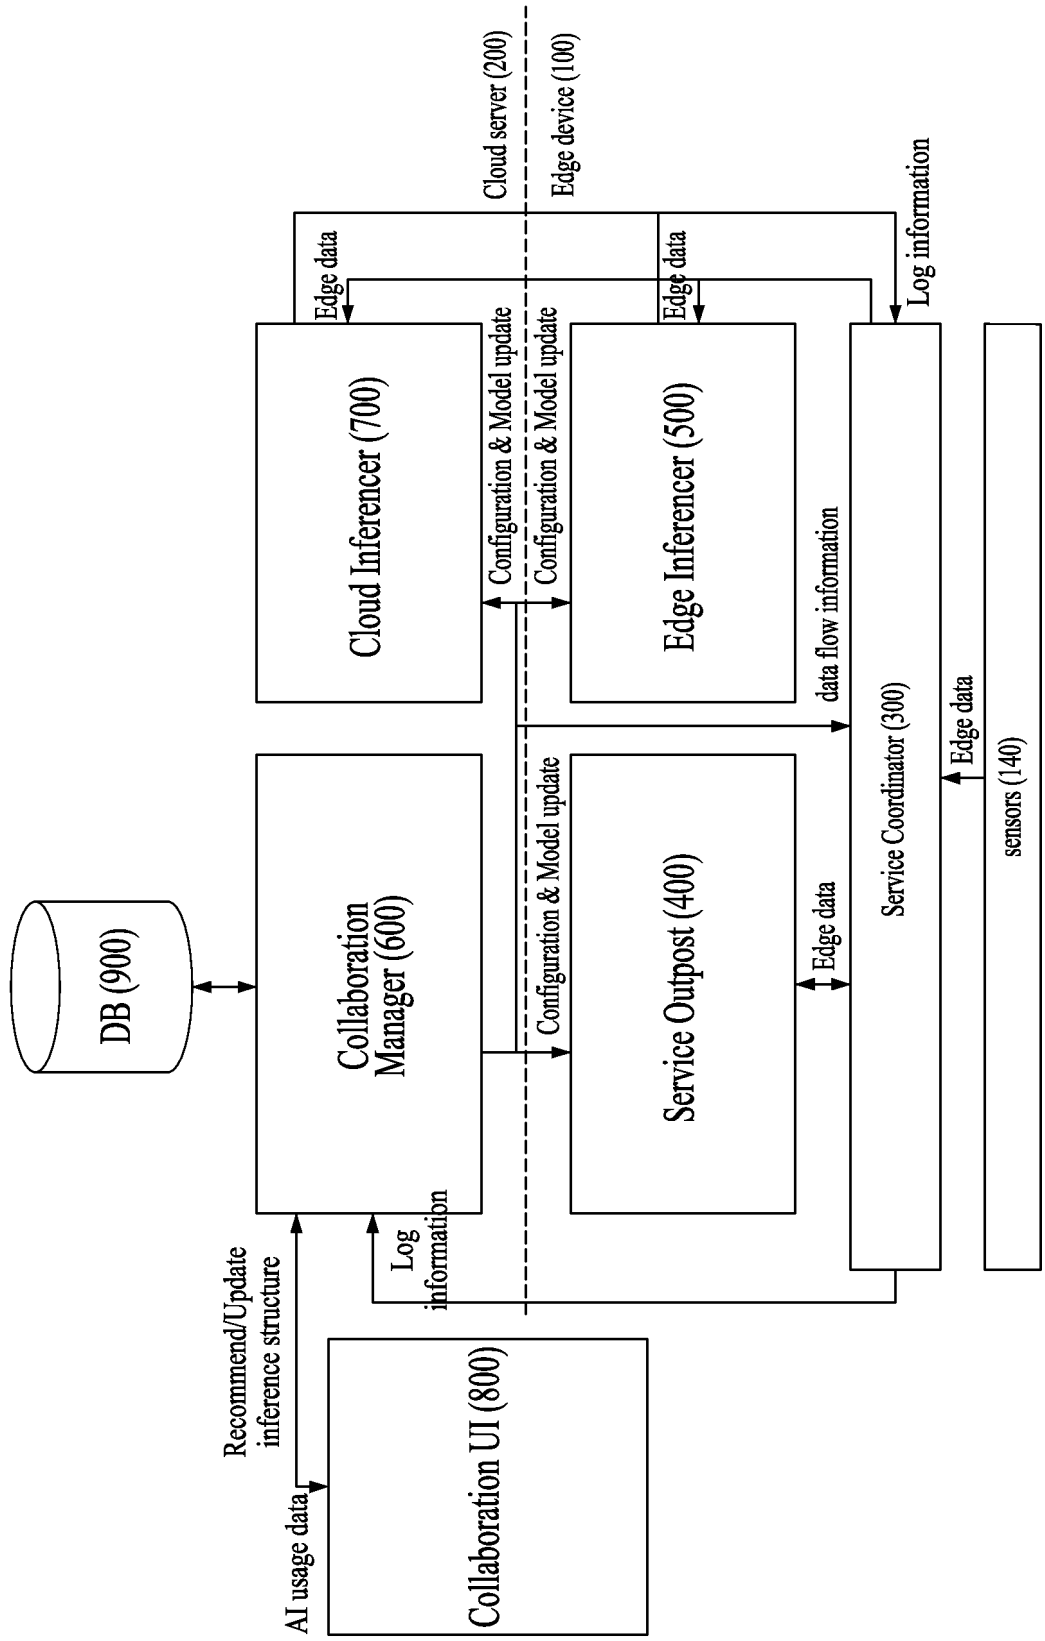 DB (900)
AI usage data
Recommend/Update
inference structure
Collaboration UI (800)
Collaboration
Manager (600)
Log
information
Cloud Inferencer (700)
Edge data
Configuration & Model update
Cloud server (200)
Edge device (100)
Configuration & Model update
Configuration & Model update
Service Outpost (400)
Edge Inferencer (500)
Edge data
Edge data
data flow information
Log information
Service Coordinator (300)
Edge data
sensors (140)